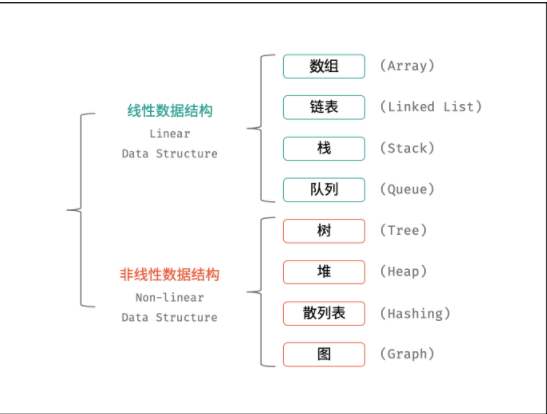 线性数据结构
Linear
Data Structure
数组 (Array)
链表 (Linked List)
栈 (Stack)
队列 (Queue)
非线性数据结构
Non-linear
Data Structure
树 (Tree)
堆 (Heap)
散列表 (Hashing)
图 (Graph)